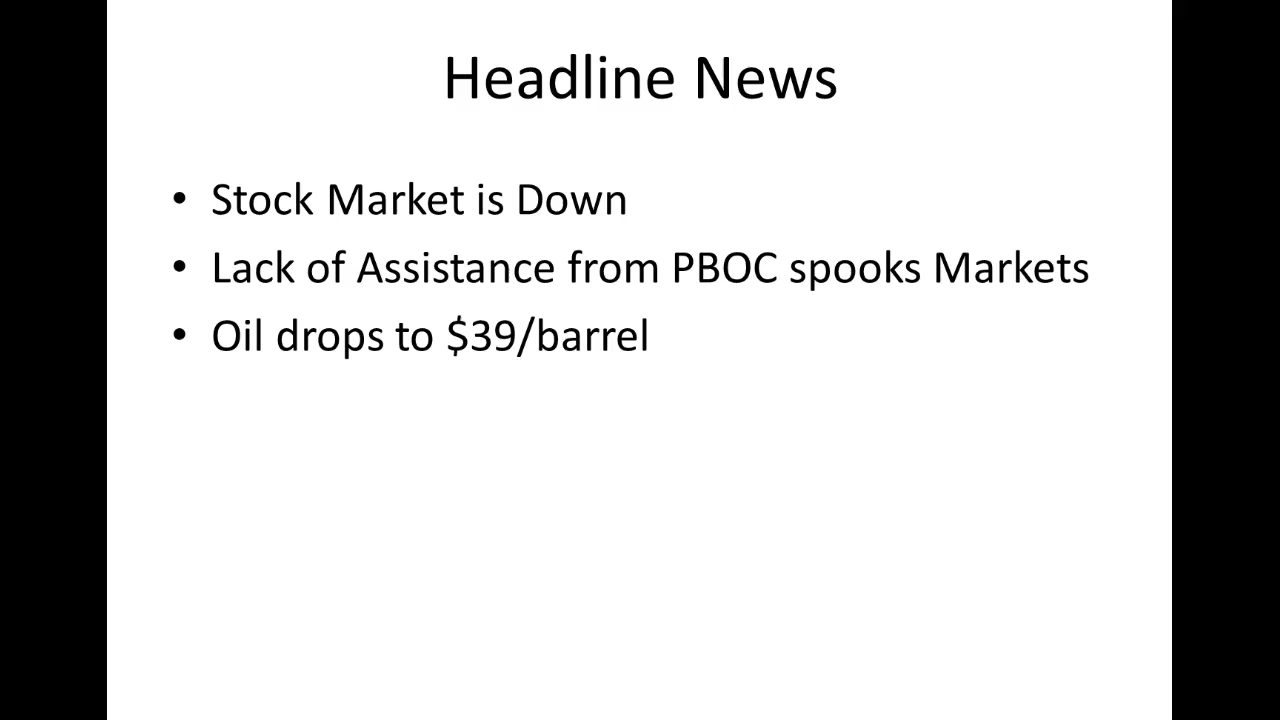 Headline News
• Stock Market is Down
• Lack of Assistance from PBOC spooks Markets
• Oil drops to $39/barrel